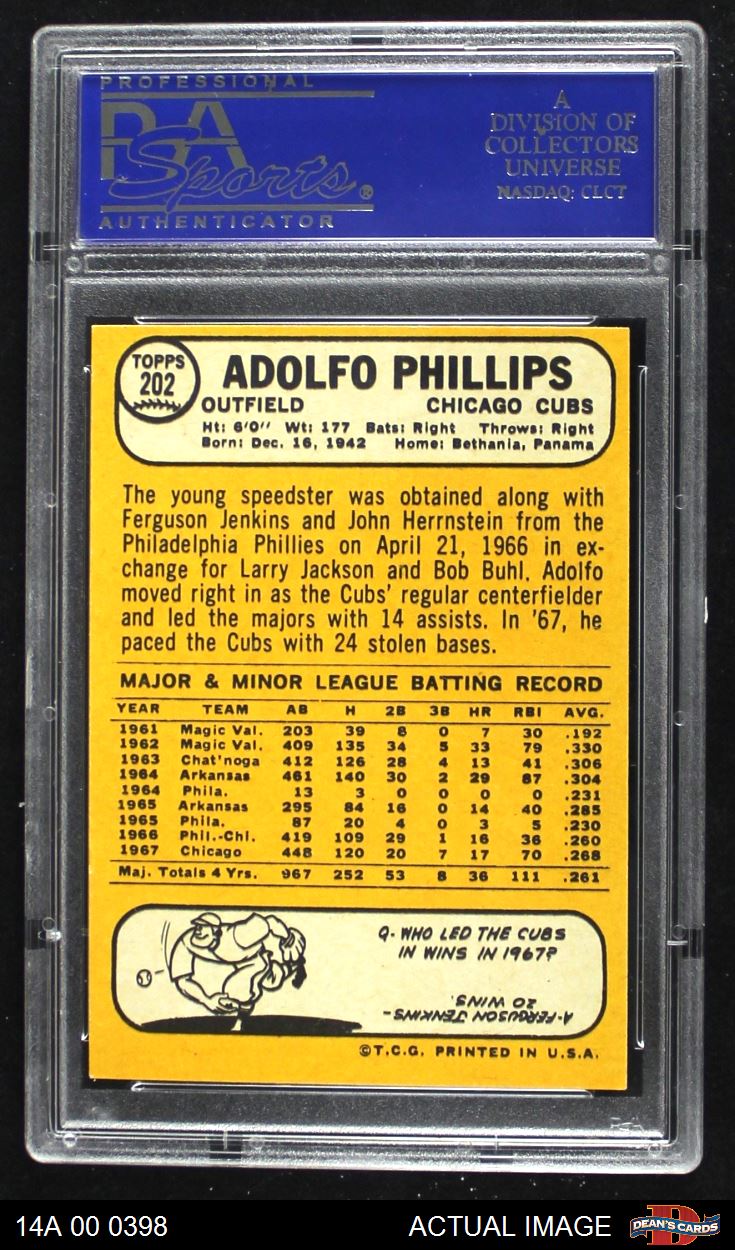 PROFESSIONAL
PSA
Sports®
AUTHENTICATOR
A
DIVISION OF
COLLECTORS
UNIVERSE
NASDAQ: CLCT
TOPPS
202
ADOLFO PHILLIPS
OUTFIELD CHICAGO CUBS
Ht: 6'0" Wt: 177 Bats: Right Throws: Right
Born: Dec. 16, 1942 Home: Bethania, Panama
The young speedster was obtained along with
Ferguson Jenkins and John Herrnstein from the
Philadelphia Phillies on April 21, 1966 in ex-
change for Larry Jackson and Bob Buhl. Adolfo
moved right in as the Cubs' regular centerfielder
and led the majors with 14 assists. In '67, he
paced the Cubs with 24 stolen bases.
MAJOR & MINOR LEAGUE BATTING RECORD
YEAR TEAM AB H 2B 3B HR RBI AVG.
1961 Magic Val. 203 39 8 0 7 30 .192
1962 Magic Val. 409 135 34 5 33 79 .330
1963 Chat'noga 412 126 28 4 13 41 .306
1964 Arkansas 461 140 30 2 29 87 .304
1964 Phila. 13 3 0 0 0 0 .231
1965 Arkansas 295 84 16 0 14 40 .285
1965 Phila. 87 20 4 0 3 5 .230
1966 Phil.-Chi. 419 109 29 1 16 36 .260
1967 Chicago 448 120 20 7 17 70 .268
Maj. Totals 4 Yrs. 967 252 53 8 36 111 .261
Q- WHO LED THE CUBS
IN WINS IN 1967?
A-FERGUSON JENKINS-
20 WINS.
©T.C.G. PRINTED IN U.S.A.
PSA
14A 00 0398 ACTUAL IMAGE DEAN'S CARDS